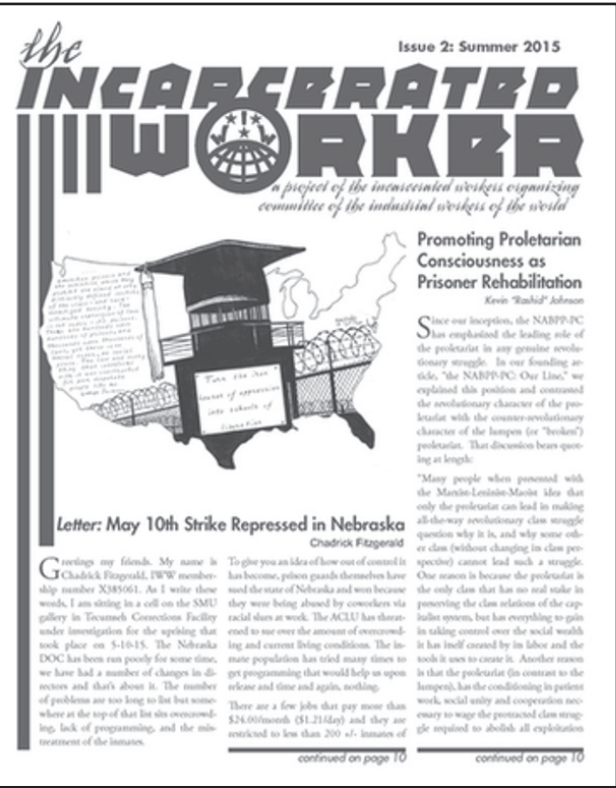 the
Issue 2: Summer 2015
INCARCERATED
WORKER
a project of the incarcerated workers organizing
committee of the industrial workers of the world
Turn the iron
houses of oppression
into schools of
liberation
Letter: May 10th Strike Repressed in Nebraska
Chadrick Fitzgerald
Greetings my friends. My name is
Chadrick Fitzgerald, IWW member-
ship number X385061. As I write these
words, I am sitting in a cell on the SMU
gallery in Tecumseh Corrections Facility
under investigation for the uprising that
took place on 5-10-15. The Nebraska
DOC has been run poorly for some time,
we have had a number of changes in di-
rectors and that's about it. The number
of problems are too long to list but some-
where at the top of that list sits overcrowd-
ing, lack of programming, and the mis-
treatment of the inmates.
To give you an idea of how out of control it
has become, prison guards themselves have
sued the state of Nebraska and won because
they were being abused by coworkers via
racial slurs at work. The ACLU has threat-
ened to sue over the amount of overcrowd-
ing and current living conditions. The in-
mate population has tried many times to
get programming that would help us upon
release and time and again, nothing.
There are a few jobs that pay more than
$24.00/month ($1.21/day) and they are
restricted to less than 200 +/- inmates of
continued on page 10
Promoting Proletarian
Consciousness as
Prisoner Rehabilitation
Kevin "Rashid" Johnson
Since our inception, the NABPP-PC
has emphasized the leading role of
the proletariat in any genuine revolu-
tionary struggle. In our founding ar-
ticle, "the NABPP-PC: Our Line," we
explained this position and contrasted
the revolutionary character of the pro-
letariat with the counter-revolutionary
character of the lumpen (or "broken")
proletariat. That discussion bears quot-
ing at length:
"Many people when presented with
the Marxist-Leninist-Maoist idea that
only the proletariat can lead in making
all-the-way revolutionary class struggle
question why it is, and why some oth-
er class (without changing its class per-
spective) cannot lead such a struggle.
One reason is because the proletariat is
the only class that has no real stake in
preserving the class relations of the cap-
italist system, but has everything to gain
in taking control over the social wealth
it has itself created by its labor and the
tools it uses to create it. Another reason
is that the proletariat (in contrast to the
lumpen), has the conditioning in patient
work, social unity and cooperation nec-
essary to wage the protracted class strug-
gle required to abolish all exploitation
continued on page 10